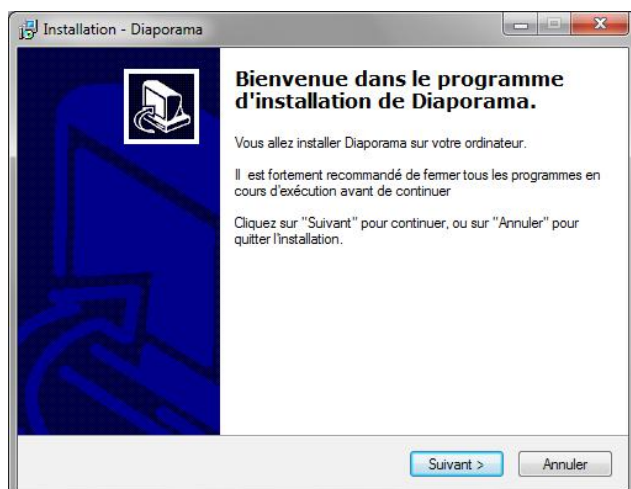 Installation - Diaporama
Bienvenue dans le programme
d'installation de Diaporama.
Vous allez installer Diaporama sur votre ordinateur.
Il est fortement recommandé de fermer tous les programmes en
cours d'exécution avant de continuer
Cliquez sur "Suivant" pour continuer, ou sur "Annuler" pour
quitter l'installation.
Suivant > Annuler